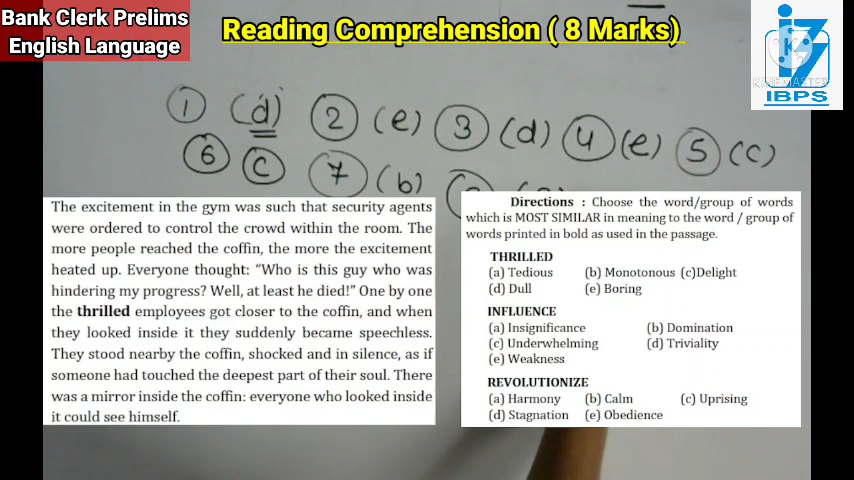 Bank Clerk Prelims
English Language
Reading Comprehension ( 8 Marks)
K
KINEMASTER
IBPS
1 (d) 2 (e) 3 (d) 4 (e) 5 (c)
6 c 7 (b)
The excitement in the gym was such that security agents
were ordered to control the crowd within the room. The
more people reached the coffin, the more the excitement
heated up. Everyone thought: “Who is this guy who was
hindering my progress? Well, at least he died!” One by one
the thrilled employees got closer to the coffin, and when
they looked inside it they suddenly became speechless.
They stood nearby the coffin, shocked and in silence, as if
someone had touched the deepest part of their soul. There
was a mirror inside the coffin: everyone who looked inside
it could see himself.
Directions : Choose the word/group of words
which is MOST SIMILAR in meaning to the word / group of
words printed in bold as used in the passage.
THRILLED
(a) Tedious (b) Monotonous (c)Delight
(d) Dull (e) Boring
INFLUENCE
(a) Insignificance (b) Domination
(c) Underwhelming (d) Triviality
(e) Weakness
REVOLUTIONIZE
(a) Harmony (b) Calm (c) Uprising
(d) Stagnation (e) Obedience